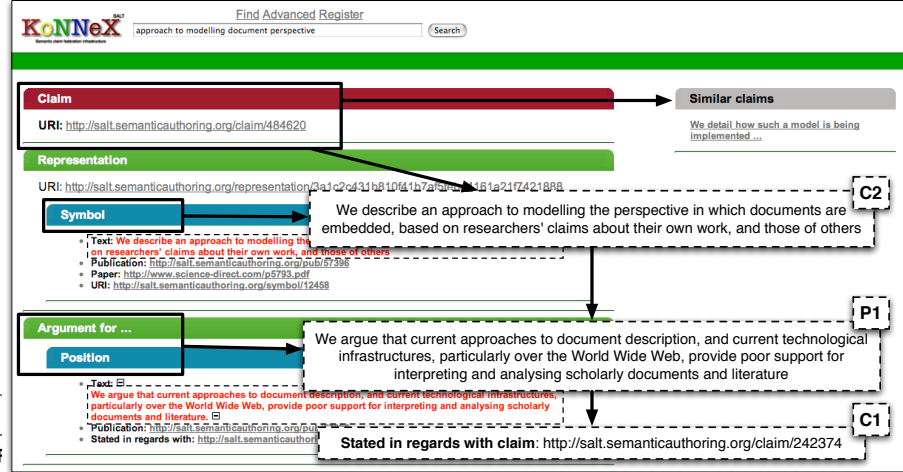 SALT
KoNNeX
Semantic claim federation infrastructure
Find Advanced Register
approach to modelling document perspective
Search
Claim
URI: http://salt.semanticauthoring.org/claim/484620
Similar claims
We detail how such a model is being
implemented ...
Representation
URI: http://salt.semanticauthoring.org/representation/3a1c2c431b810f41b7af5
1161a21f7421888
C2
Symbol
We describe an approach to modelling the perspective in which documents are
embedded, based on researchers' claims about their own work, and those of others
Text: We describe an approach to modelling the
on researchers' claims about their own work, and those of others
Publication: http://salt.semanticauthoring.org/pub/57396
Paper: http://www.science-direct.com/p5793.pdf
URI: http://salt.semanticauthoring.org/symbol/12458
P1
Argument for ...
We argue that current approaches to document description, and current technological
infrastructures, particularly over the World Wide Web, provide poor support for
interpreting and analysing scholarly documents and literature
Position
Text:
We argue that current approaches to document description, and current technological infrastructures,
particularly over the World Wide Web, provide poor support for interpreting and analysing scholarly
documents and literature.
Publication: http://salt.semanticauthoring.org/pu
Stated in regards with: http://salt.semanticauthori
C1
Stated in regards with claim: http://salt.semanticauthoring.org/claim/242374